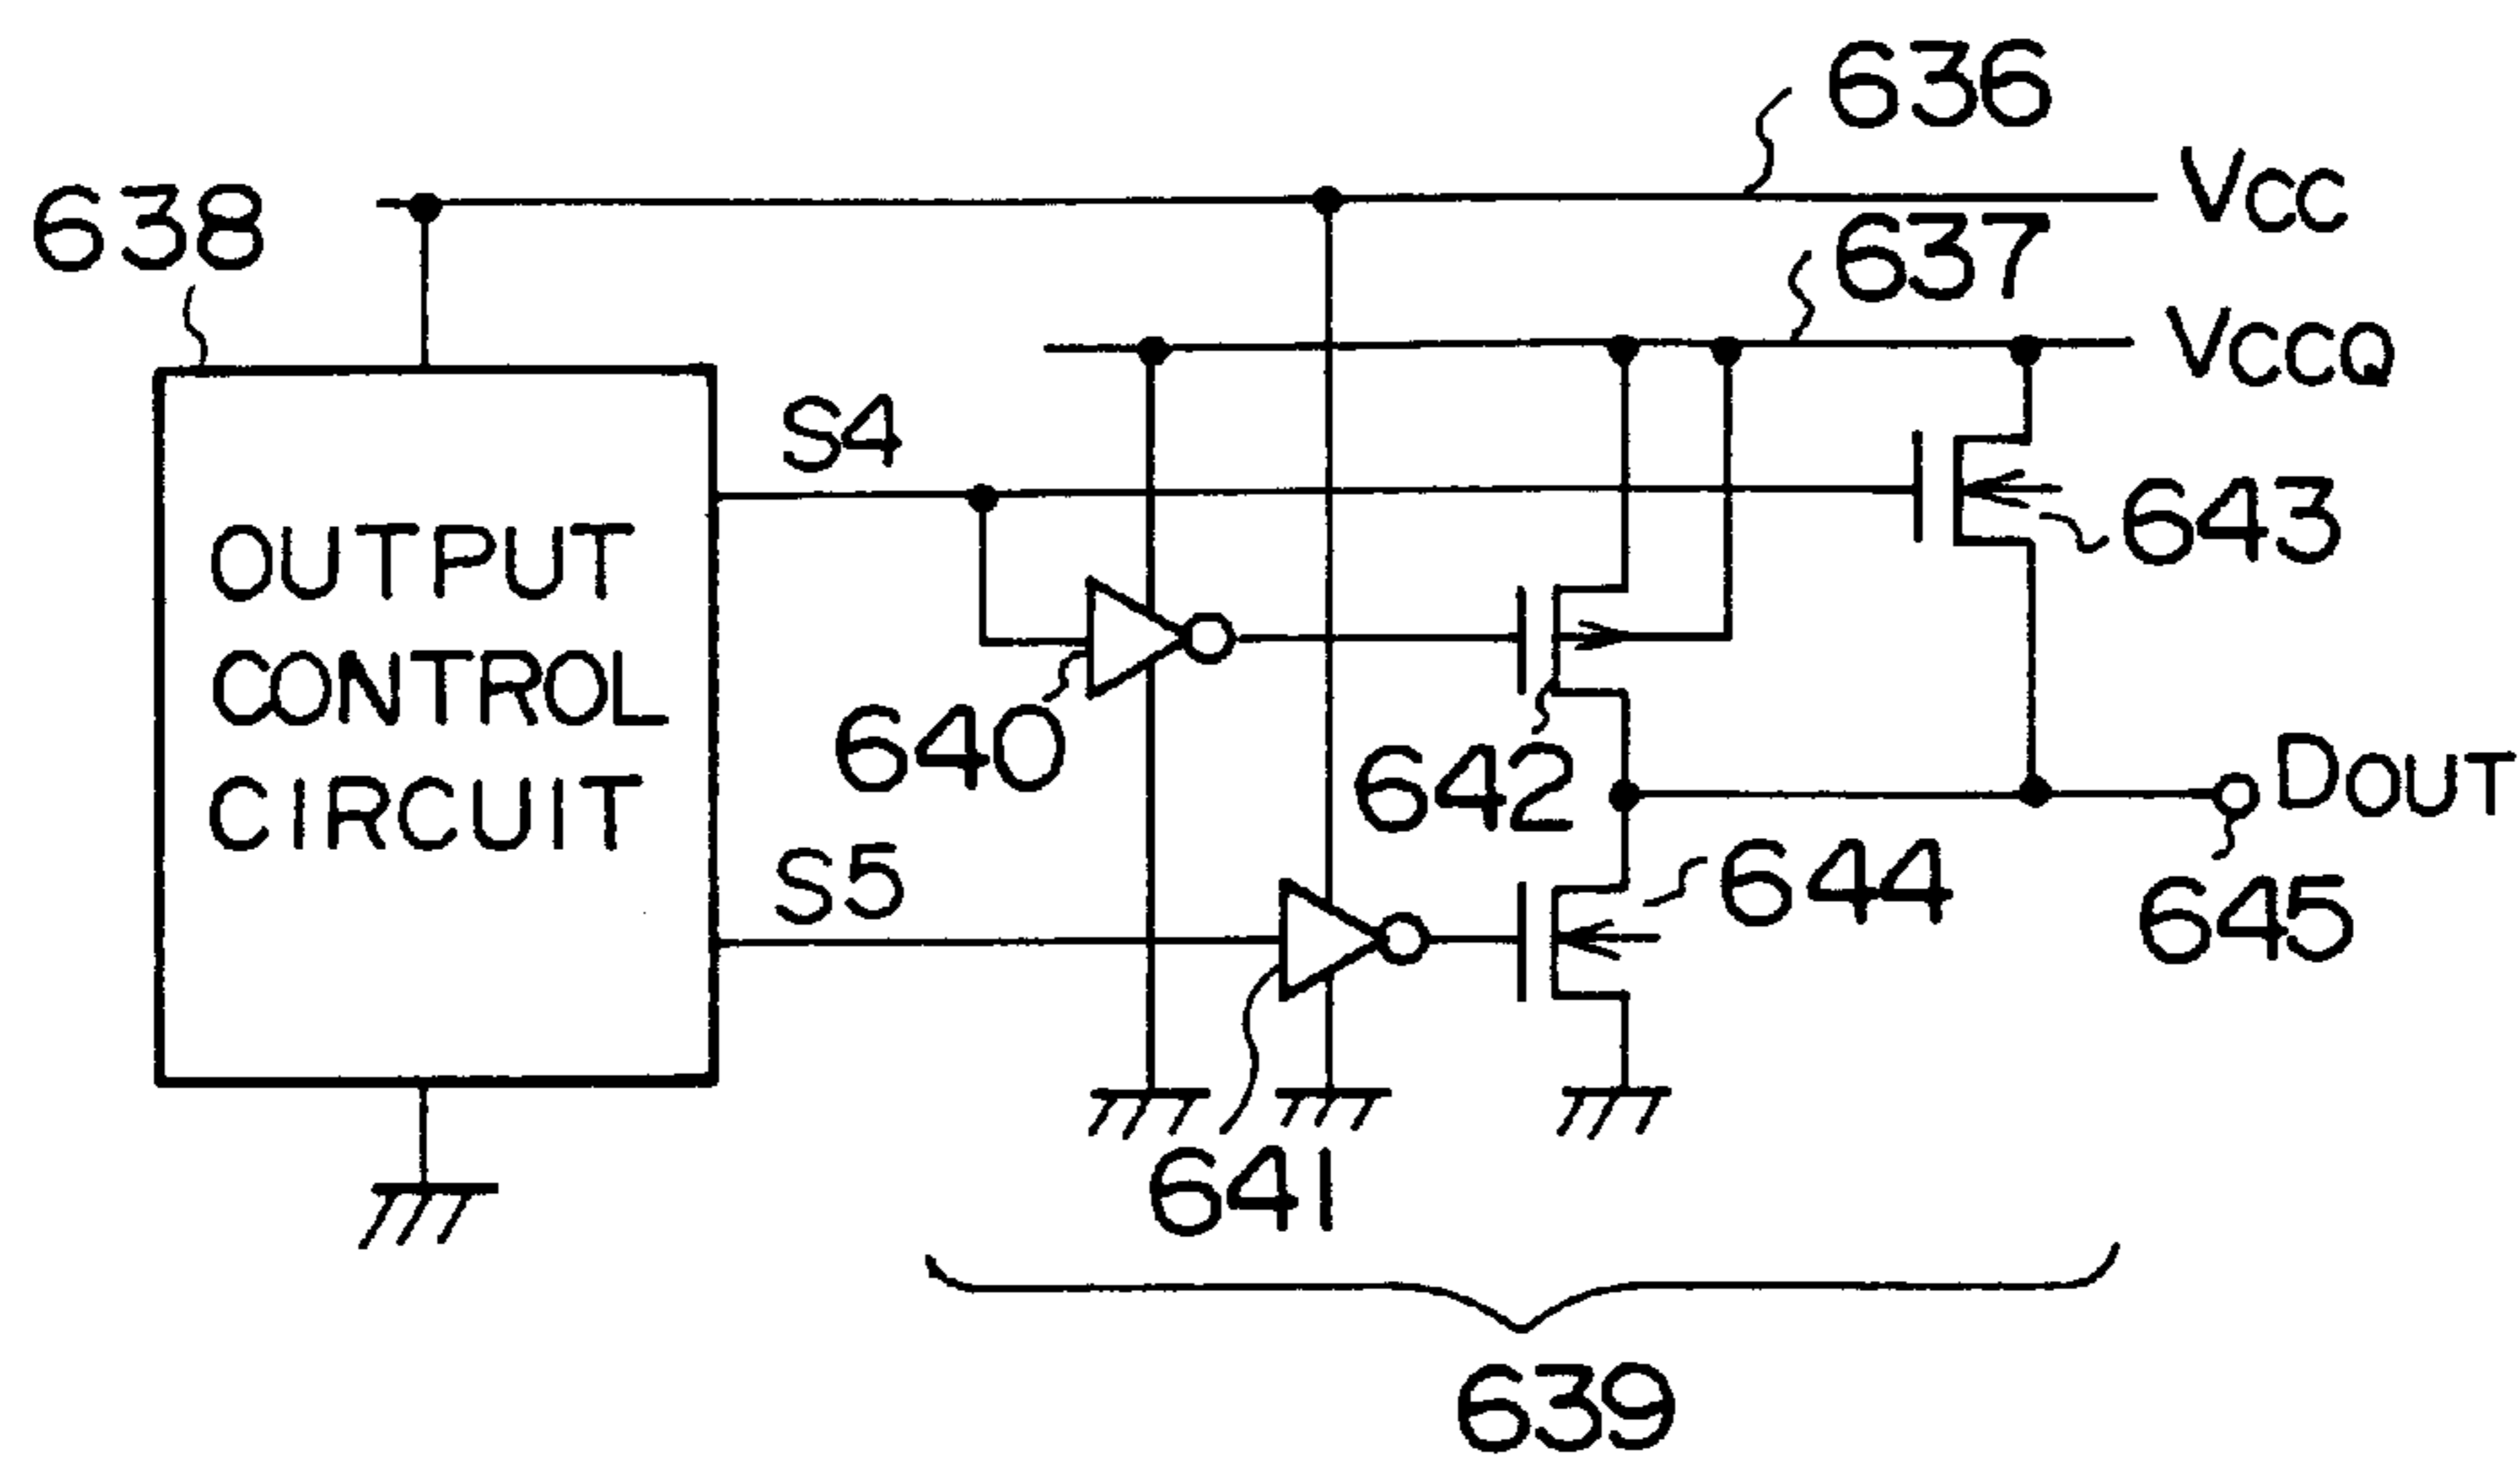 636
VCC
638
637
VCCQ
S4
643
OUTPUT
CONTROL
CIRCUIT
640
642
DOUT
S5
644
645
641
639